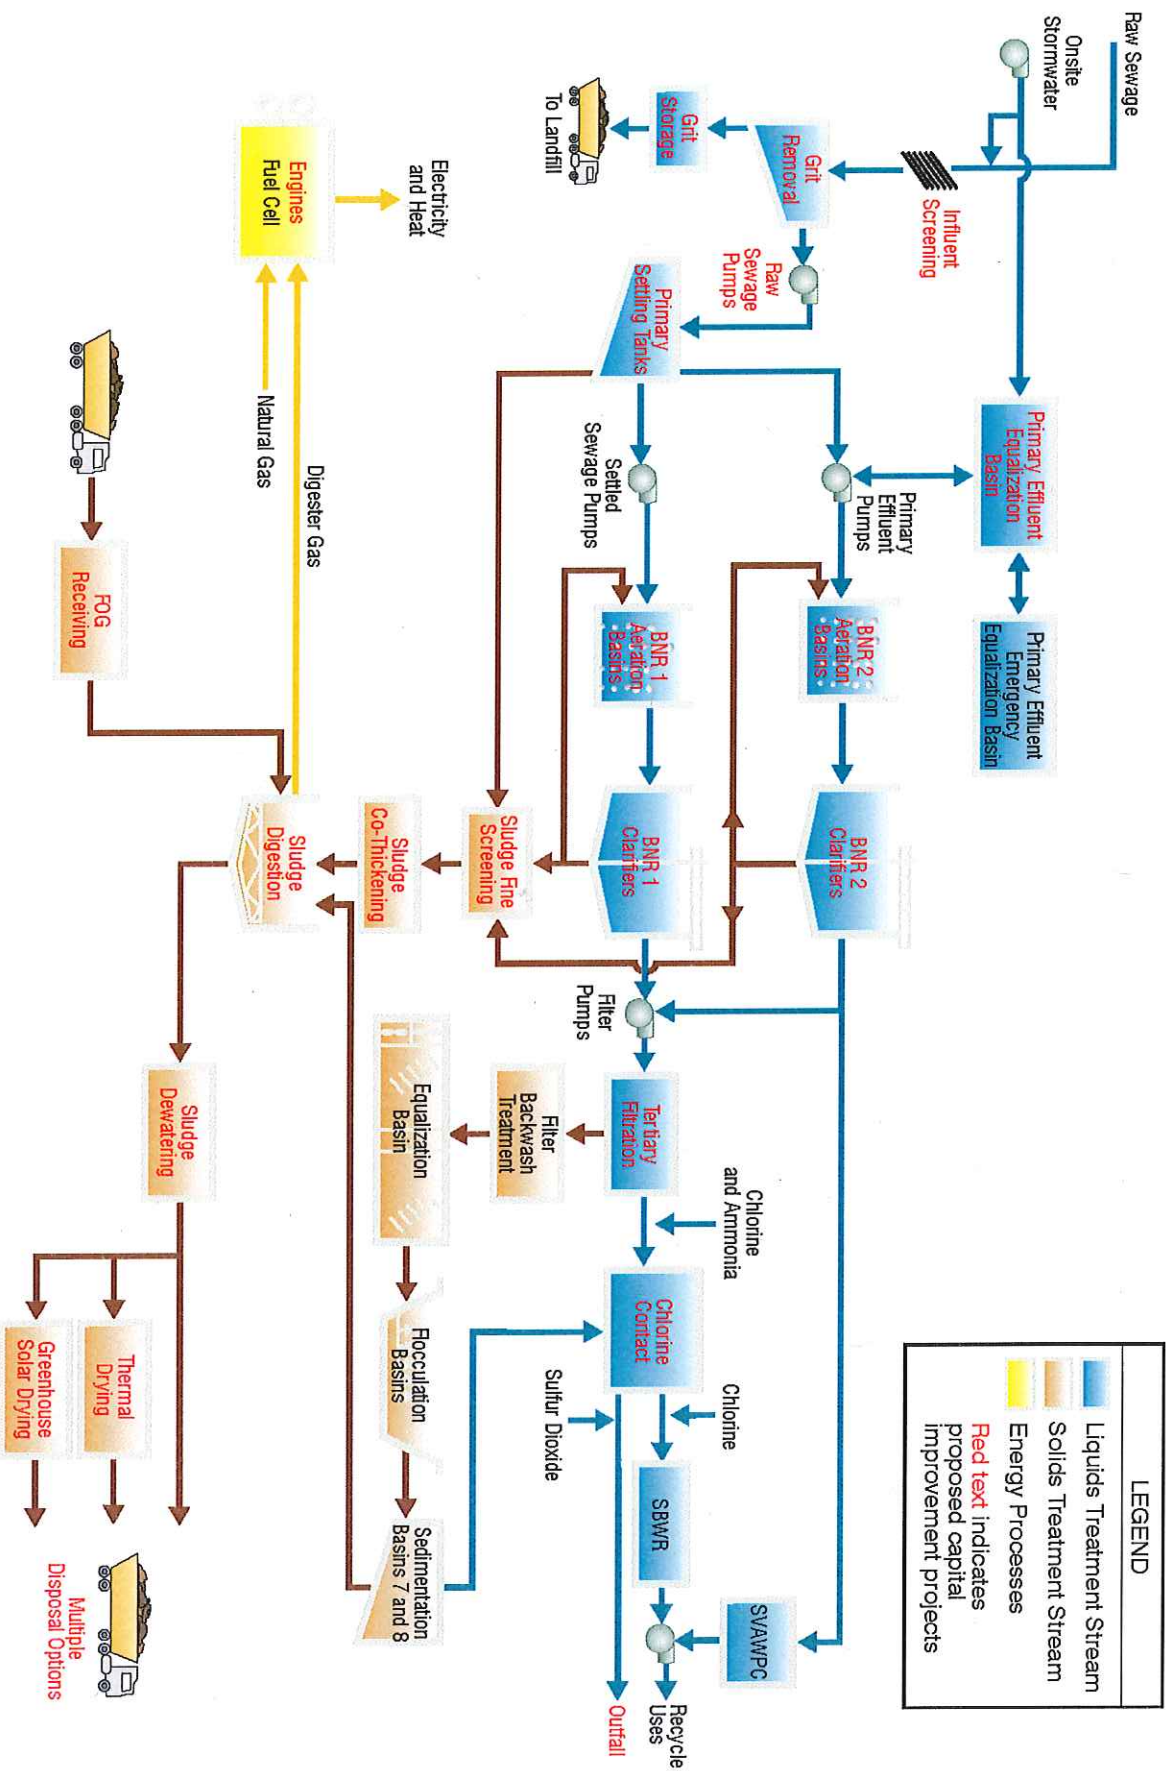 Raw Sewage
Onsite
Stormwater
Influent
Screening
Grit
Removal
Grit
Storage
To Landfill
Raw
Sewage
Pumps
Primary
Settling Tanks
Primary Effluent
Equalization
Basin
Primary Effluent
Emergency
Equalization Basin
Primary
Effluent
Pumps
Settled
Sewage Pumps
BNR 2
Aeration
Basins
BNR 2
Clarifiers
BNR 1
Aeration
Basins
BNR 1
Clarifiers
Filter
Pumps
Tertiary
Filtration
Chlorine
and Ammonia
Chlorine
Contact
Chlorine
Sulfur Dioxide
SBWR
SVAWPC
Recycle
Uses
Outfall
Filter
Backwash
Treatment
Equalization
Basin
Flocculation
Basins
Sedimentation
Basins 7 and 8
Sludge Fine
Screening
Sludge
Co-Thickening
Sludge
Digestion
Electricity
and Heat
Engines
Fuel Cell
Digester Gas
Natural Gas
FOG
Receiving
Sludge
Dewatering
Thermal
Drying
Greenhouse
Solar Drying
Multiple
Disposal Options
LEGEND
Liquids Treatment Stream
Solids Treatment Stream
Energy Processes
Red text indicates
proposed capital
improvement projects